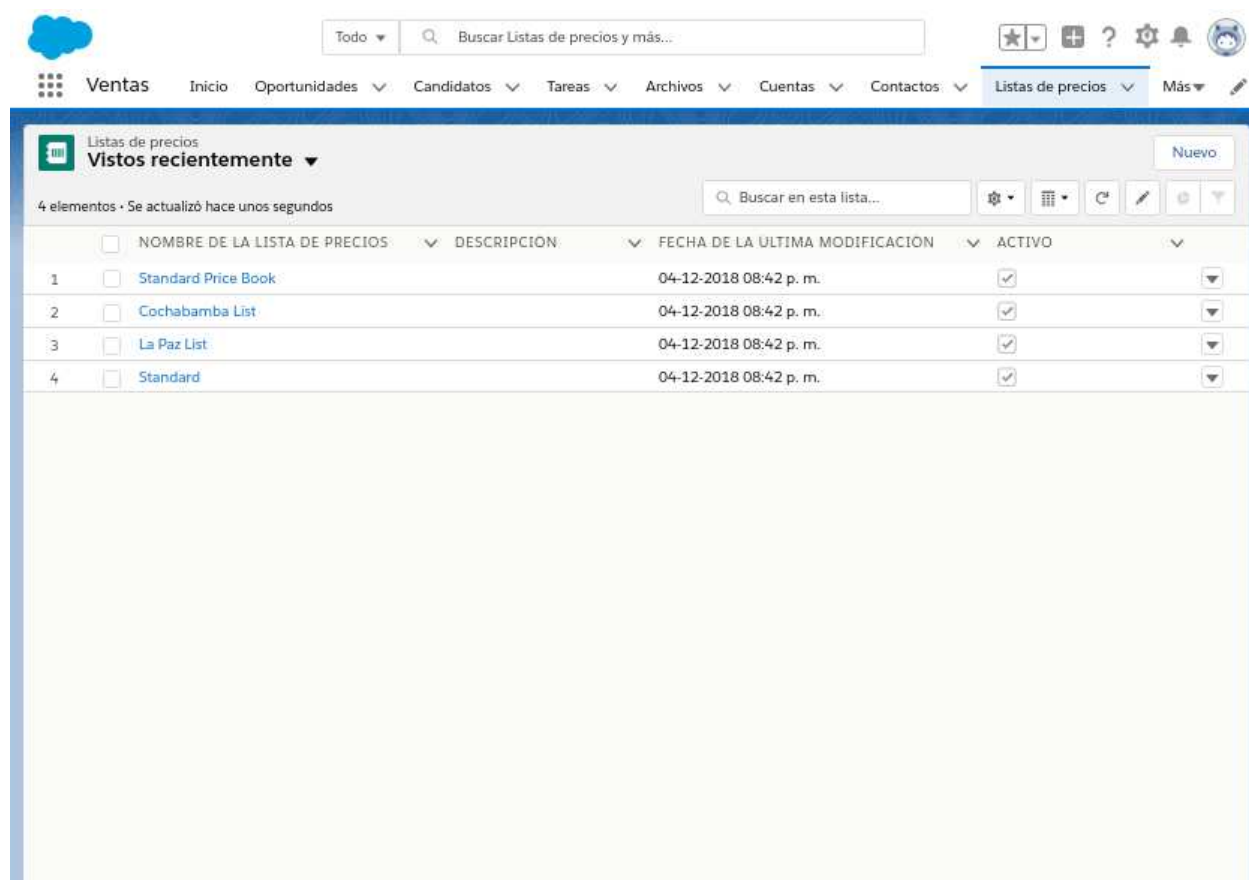 Todo Buscar Listas de precios y más...
Ventas Inicio Oportunidades Candidatos Tareas Archivos Cuentas Contactos Listas de precios Más
Listas de precios
Vistos recientemente
Nuevo
4 elementos • Se actualizó hace unos segundos
Buscar en esta lista...
NOMBRE DE LA LISTA DE PRECIOS DESCRIPCIÓN FECHA DE LA ÚLTIMA MODIFICACIÓN ACTIVO
1 Standard Price Book 04-12-2018 08:42 p. m.
2 Cochabamba List 04-12-2018 08:42 p. m.
3 La Paz List 04-12-2018 08:42 p. m.
4 Standard 04-12-2018 08:42 p. m.